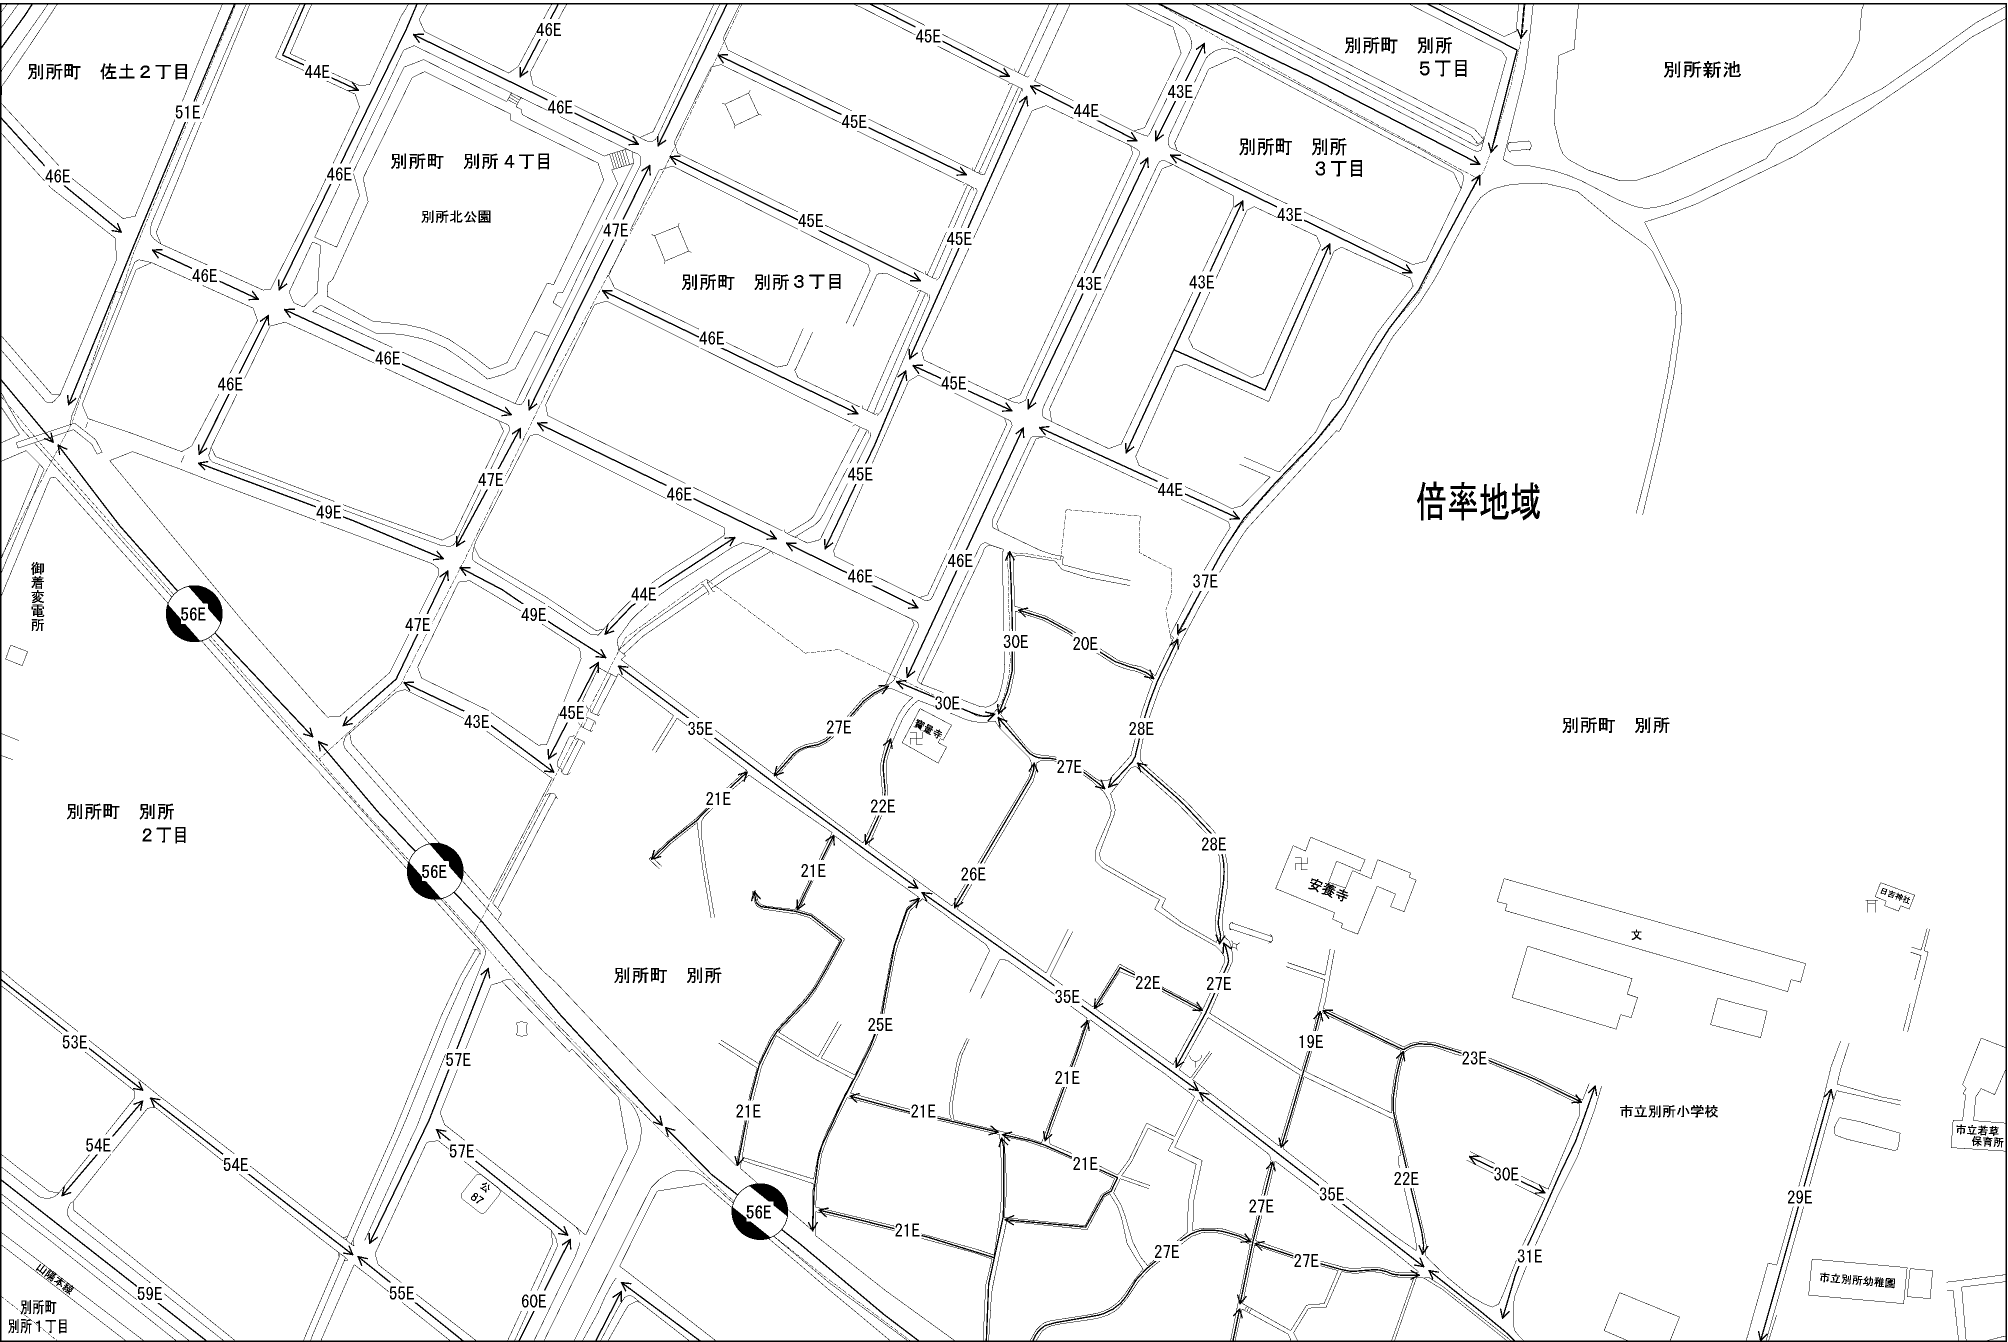 46E
45E
別所町　別所
５丁目
別所新池
別所町　佐土２丁目
44E
43E
51E
46E
45E
44E
別所町　別所
３丁目
別所町　別所４丁目
46E
46E
別所北公園
45E
43E
47E
45E
46E
別所町　別所３丁目
43E
43E
46E
46E
46E
45E
45E
47E
46E
44E
倍率地域
49E
46E
46E
37E
御着変電所
44E
56E
49E
47E
30E
20E
30E
43E
45E
35E
27E
28E
別所町　別所
27E
21E
22E
別所町　別所
２丁目
28E
56E
21E
26E
安養寺
日吉神社
文
別所町　別所
22E
27E
35E
25E
53E
19E
57E
23E
21E
21E
21E
市立別所小学校
市立若草
保育所
54E
57E
54E
21E
30E
22E
公
87
35E
29E
27E
56E
21E
27E
27E
31E
山陽本線
市立別所幼稚園
59E
55E
60E
別所町
別所１丁目